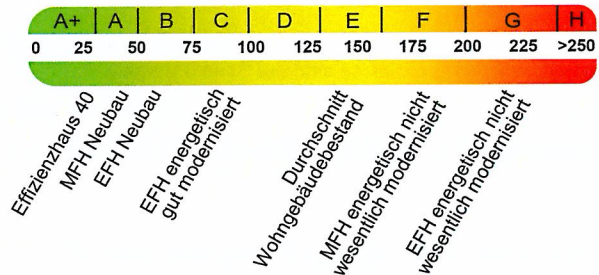 A+ A B C D E F G H
0 25 50 75 100 125 150 175 200 225 >250
Effizienzhaus 40
MFH Neubau
EFH Neubau
EFH energetisch
gut modernisiert
Durchschnitt
Wohngebäudebestand
MFH energetisch nicht
wesentlich modernisiert
EFH energetisch nicht
wesentlich modernisiert